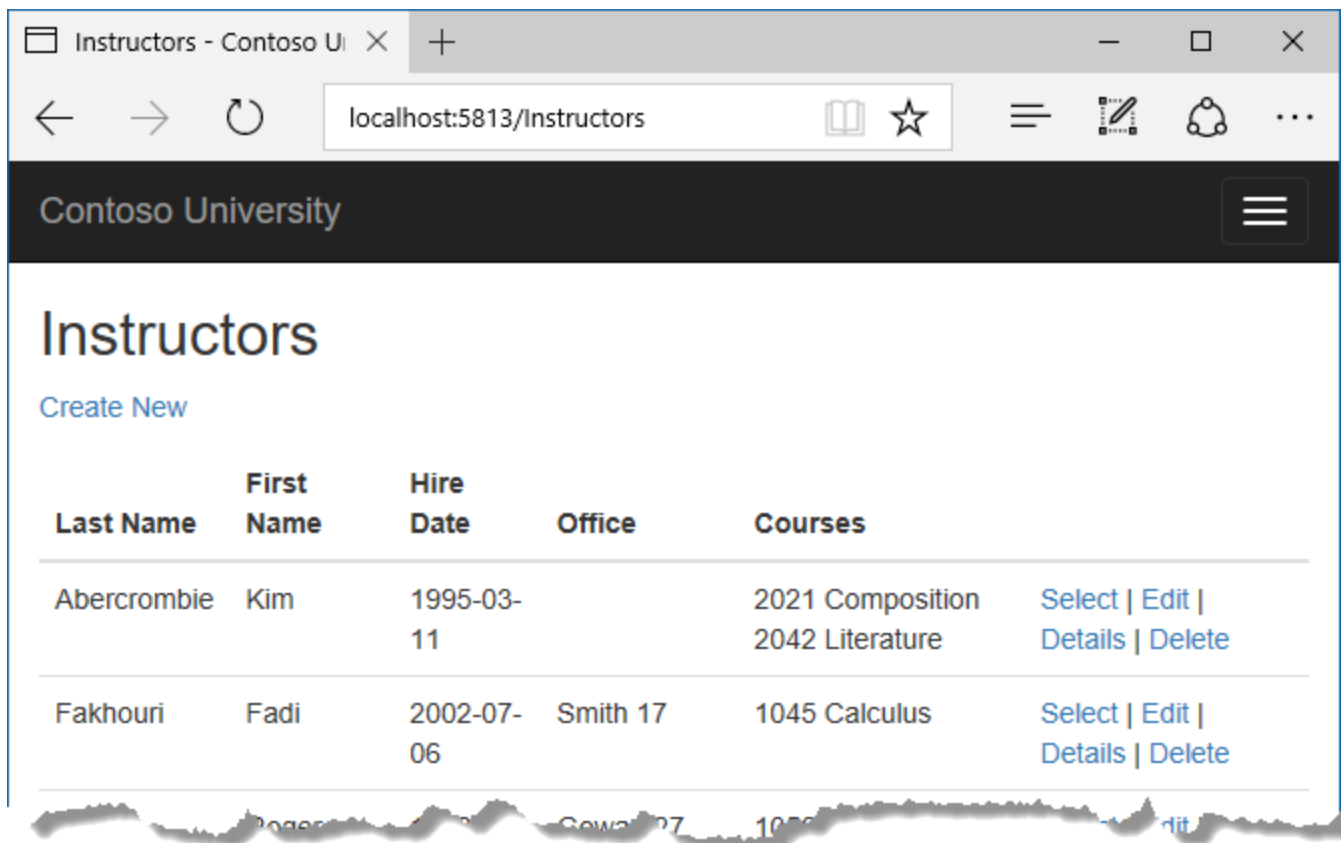 Instructors - Contoso U
localhost:5813/Instructors
Contoso University
Instructors
Create New
First Hire
Last Name Name Date Office Courses
Abercrombie Kim 1995-03- 2021 Composition Select | Edit |
11 2042 Literature Details | Delete
Fakhouri Fadi 2002-07- Smith 17 1045 Calculus Select | Edit |
06 Details | Delete